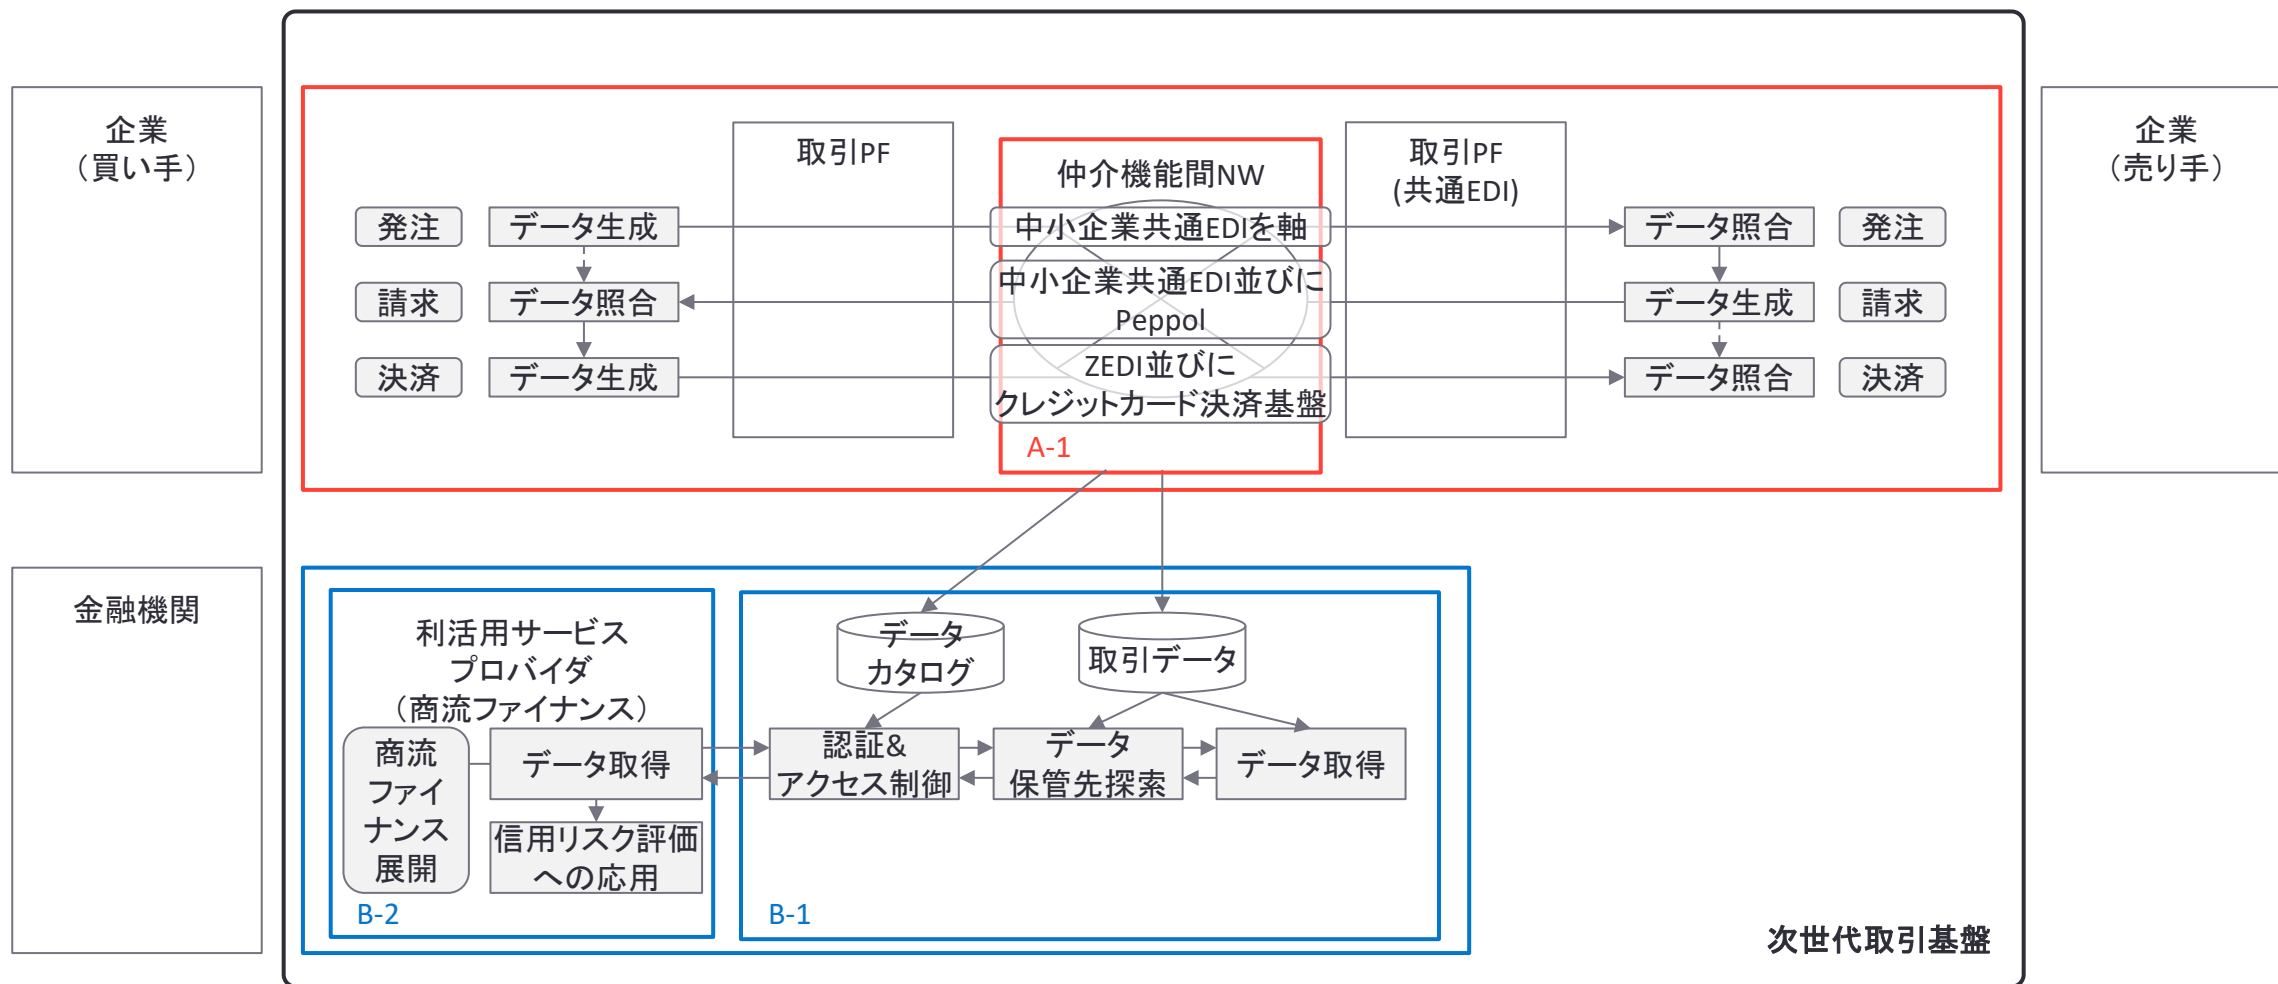 企業
（買い手）
取引PF
仲介機能間NW
取引PF
(共通EDI)
企業
（売り手）
発注
データ生成
中小企業共通EDIを軸
データ照合
発注
請求
データ照合
中小企業共通EDI並びに
Peppol
データ生成
請求
決済
データ生成
ZEDI並びに
クレジットカード決済基盤
データ照合
決済
A-1
金融機関
利活用サービス
プロバイダ
（商流ファイナンス）
商流
ファイ
ナンス
展開
データ取得
信用リスク評価
への応用
B-2
データ
カタログ
取引データ
認証&
アクセス制御
データ
保管先探索
データ取得
B-1
次世代取引基盤